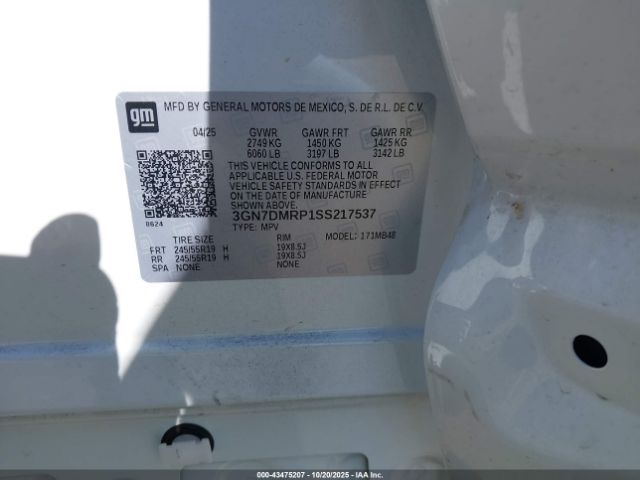 gm MFD BY GENERAL MOTORS DE MEXICO, S. DE R.L. DE C.V.
04/25 GVWR GAWR FRT GAWR RR
2749 KG 1450 KG 1425 KG
6060 LB 3197 LB 3142 LB
THIS VEHICLE CONFORMS TO ALL
APPLICABLE U.S. FEDERAL MOTOR
VEHICLE SAFETY STANDARDS IN EFFECT
ON THE DATE OF MANUFACTURE
SHOWN ABOVE.
3GN7DMRP1SS217537
8624 TYPE: MPV MODEL: 171MB48
TIRE SIZE RIM
FRT 245/55R19 H 19X8.5J
RR 245/55R19 H 19X8.5J
SPA NONE NONE
000-43475207 - 10/20/2025 - IAA Inc.